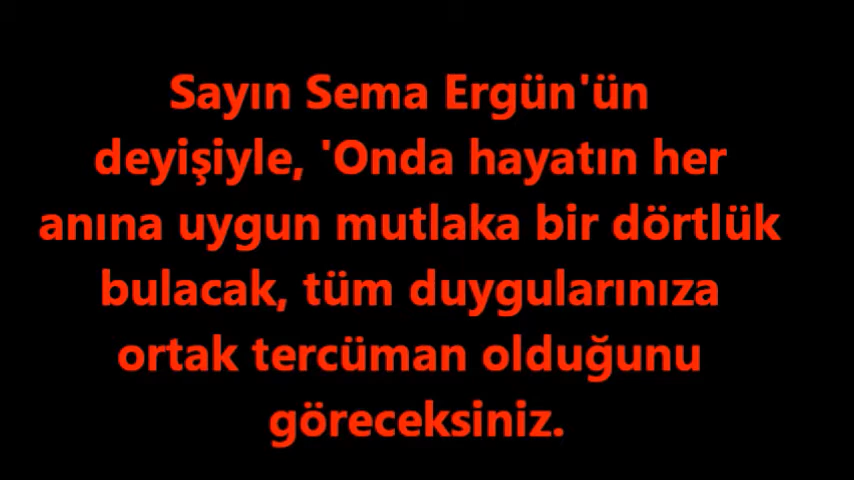 Sayın Sema Ergün'ün
deyişiyle, 'Onda hayatın her
anına uygun mutlaka bir dörtlük
bulacak, tüm duygularınıza
ortak tercüman olduğunu
göreceksiniz.